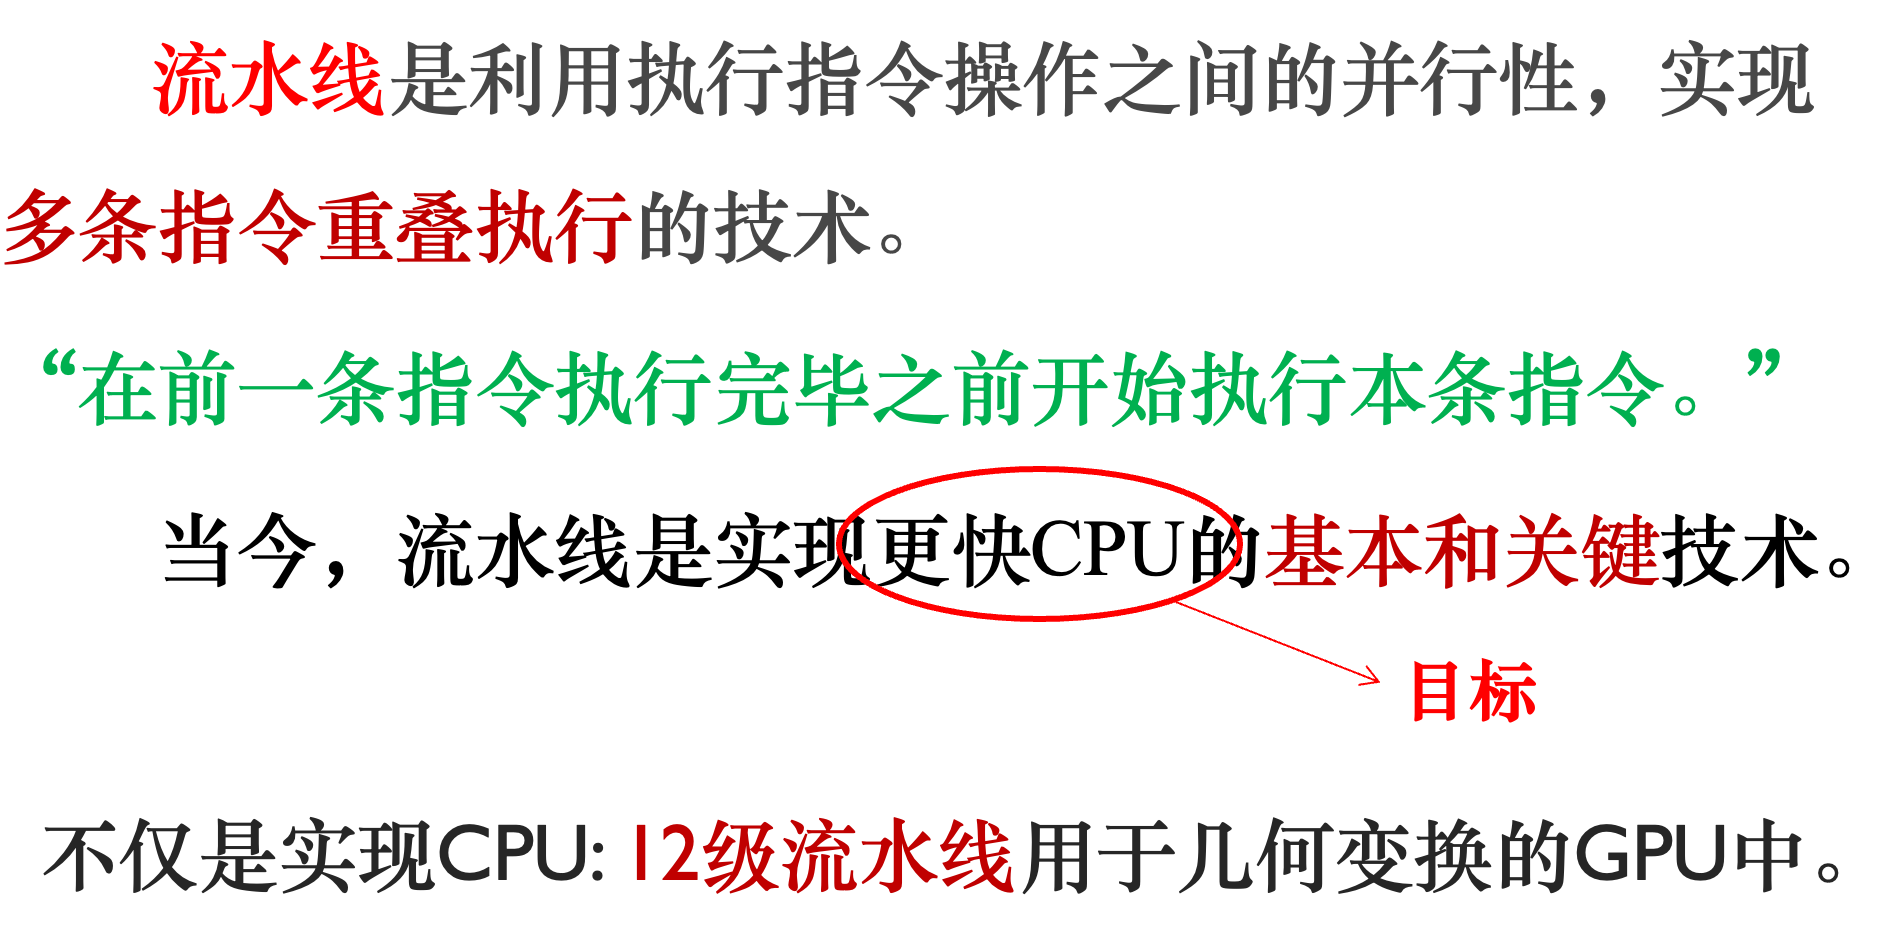 流水线是利用执行指令操作之间的并行性，实现
多条指令重叠执行的技术。
“在前一条指令执行完毕之前开始执行本条指令。”
当今，流水线是实现更快CPU的基本和关键技术。
目标
不仅是实现CPU: 12级流水线用于几何变换的GPU中。